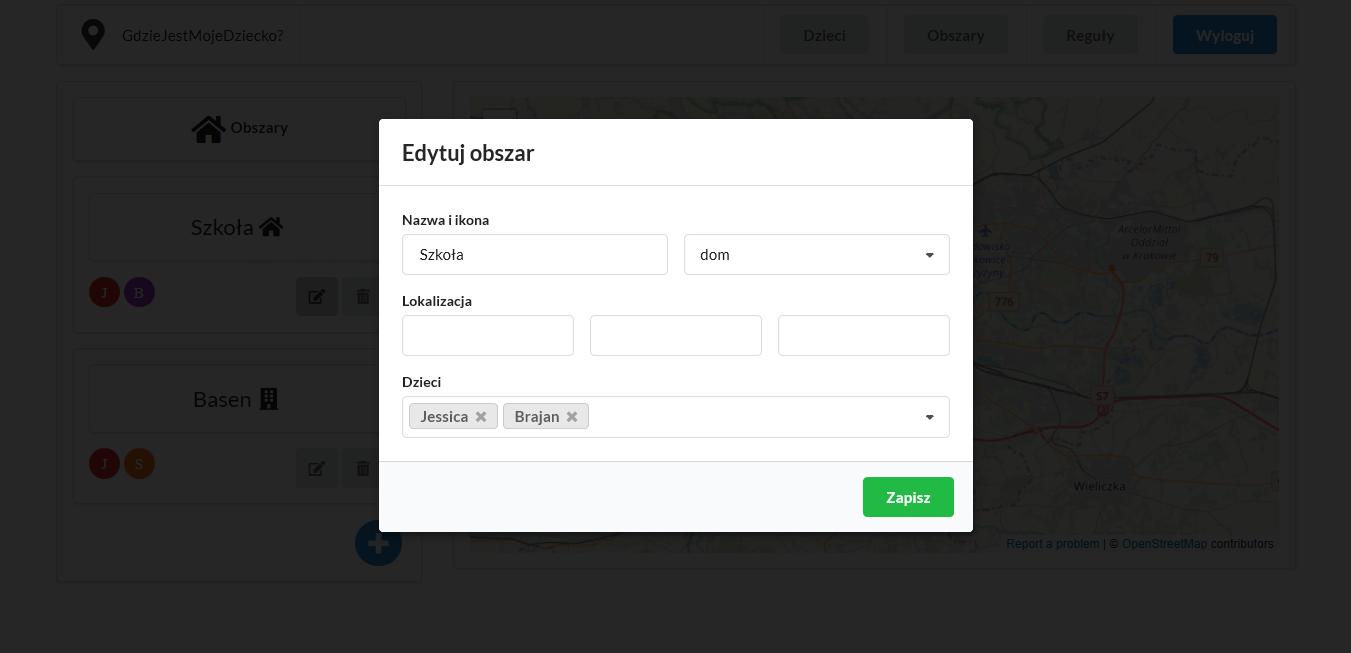 GdzieJestMojeDziecko?
Dzieci
Obszary
Reguły
Wyloguj
Obszary
Szkoła
J B
Basen
J S
Edytuj obszar
Nazwa i ikona
Szkoła
dom
Lokalizacja
Dzieci
Jessica
Brajan
Zapisz
ArcelorMittal
Oddział
w Krakowie
79
776
S7
Wieliczka
Report a problem | © OpenStreetMap contributors